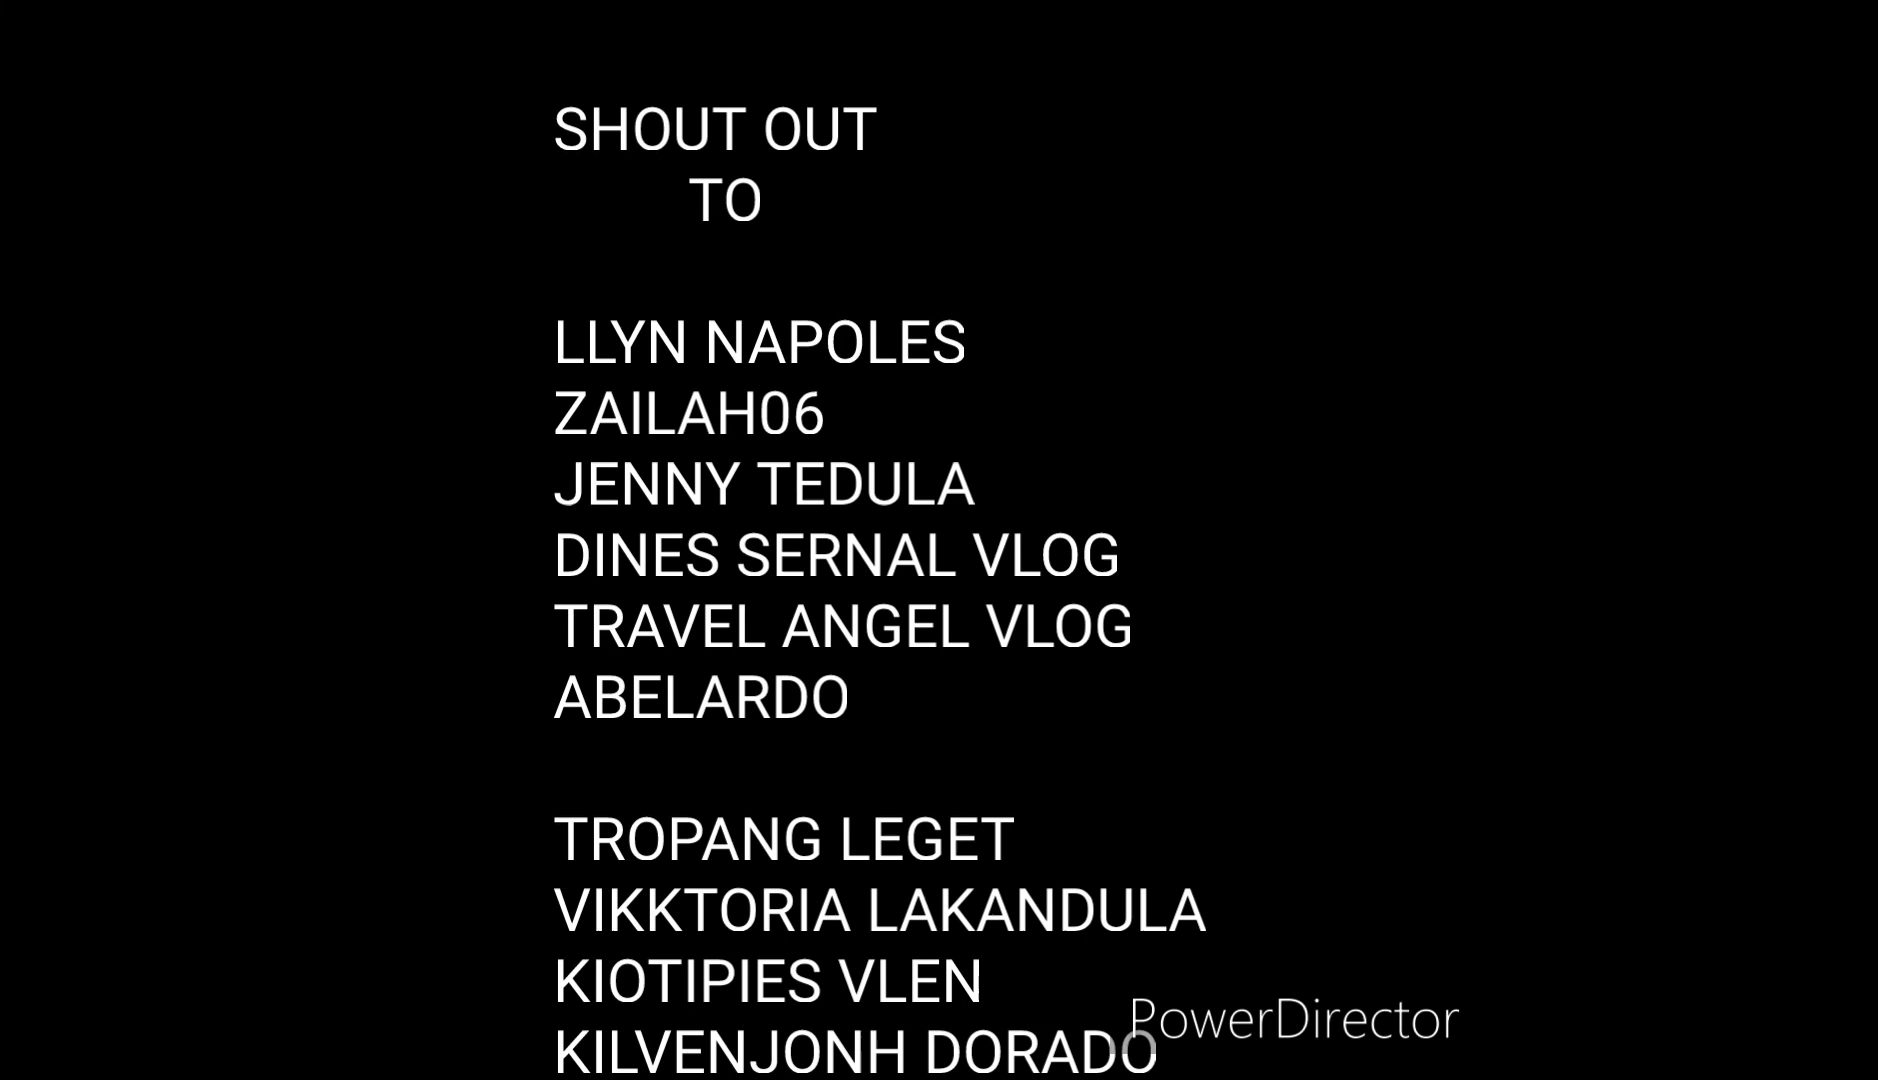 SHOUT OUT
TO
LLYN NAPOLES
ZAILAH06
JENNY TEDULA
DINES SERNAL VLOG
TRAVEL ANGEL VLOG
ABELARDO
TROPANG LEGET
VIKKTORIA LAKANDULA
KIOTIPIES VLEN
KILVENJONH DORADO
PowerDirector